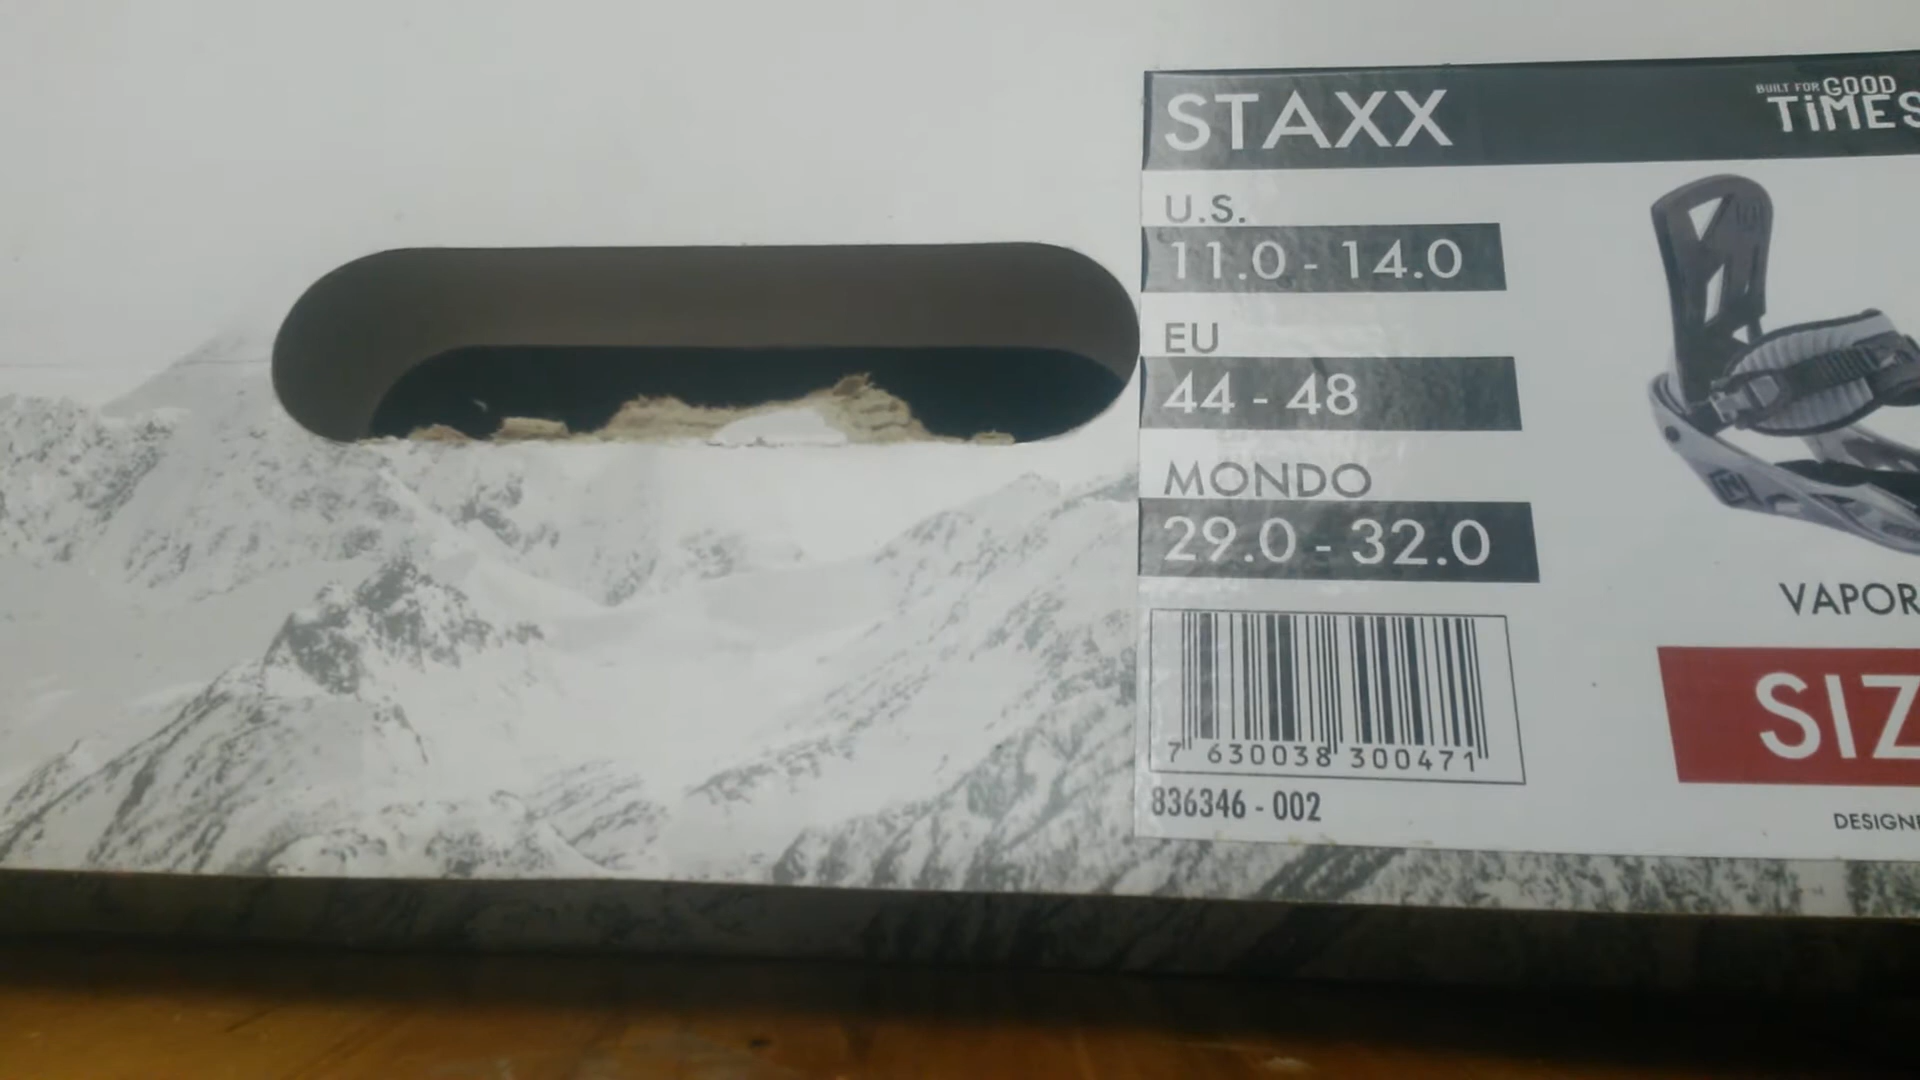 STAXX
BUILT FOR GOOD
TiMES
U.S.
11.0 - 14.0
EU
44 - 48
MONDO
29.0 - 32.0
VAPOR
SIZ
7 630038 300471
836346 - 002
DESIGNE